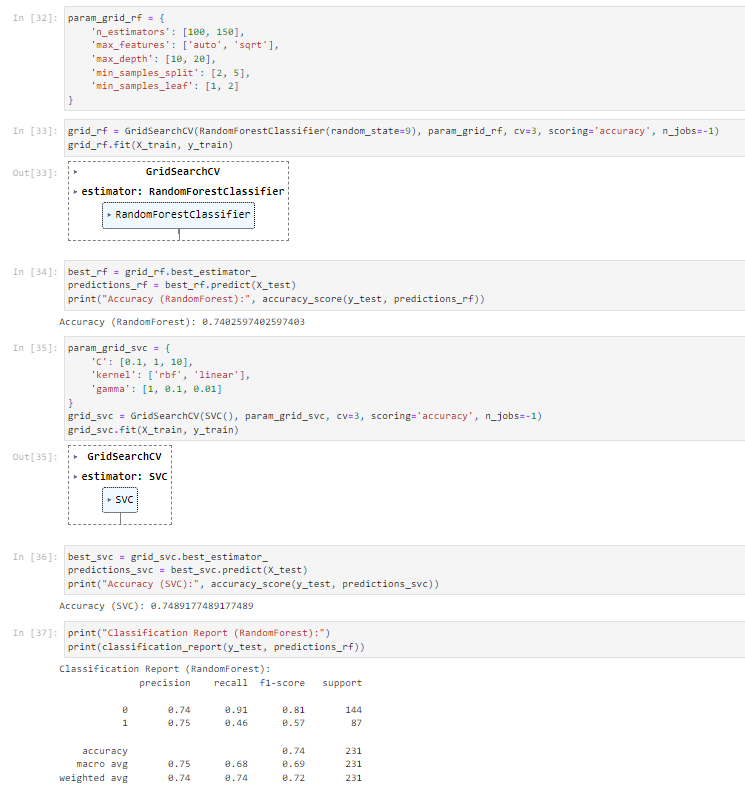 In [32]: param_grid_rf = {
    'n_estimators': [100, 150],
    'max_features': ['auto', 'sqrt'],
    'max_depth': [10, 20],
    'min_samples_split': [2, 5],
    'min_samples_leaf': [1, 2]
}
In [33]: grid_rf = GridSearchCV(RandomForestClassifier(random_state=9), param_grid_rf, cv=3, scoring='accuracy', n_jobs=-1)
grid_rf.fit(X_train, y_train)
Out[33]: ▸ GridSearchCV
▸ estimator: RandomForestClassifier
▸ RandomForestClassifier
In [34]: best_rf = grid_rf.best_estimator_
predictions_rf = best_rf.predict(X_test)
print("Accuracy (RandomForest):", accuracy_score(y_test, predictions_rf))
Accuracy (RandomForest): 0.7402597402597403
In [35]: param_grid_svc = {
    'C': [0.1, 1, 10],
    'kernel': ['rbf', 'linear'],
    'gamma': [1, 0.1, 0.01]
}
grid_svc = GridSearchCV(SVC(), param_grid_svc, cv=3, scoring='accuracy', n_jobs=-1)
grid_svc.fit(X_train, y_train)
Out[35]: ▸ GridSearchCV
▸ estimator: SVC
▸ SVC
In [36]: best_svc = grid_svc.best_estimator_
predictions_svc = best_svc.predict(X_test)
print("Accuracy (SVC):", accuracy_score(y_test, predictions_svc))
Accuracy (SVC): 0.7489177489177489
In [37]: print("Classification Report (RandomForest):")
print(classification_report(y_test, predictions_rf))
Classification Report (RandomForest):
precision recall f1-score support
0 0.74 0.91 0.81 144
1 0.75 0.46 0.57 87
accuracy 0.74 231
macro avg 0.75 0.68 0.69 231
weighted avg 0.74 0.74 0.72 231